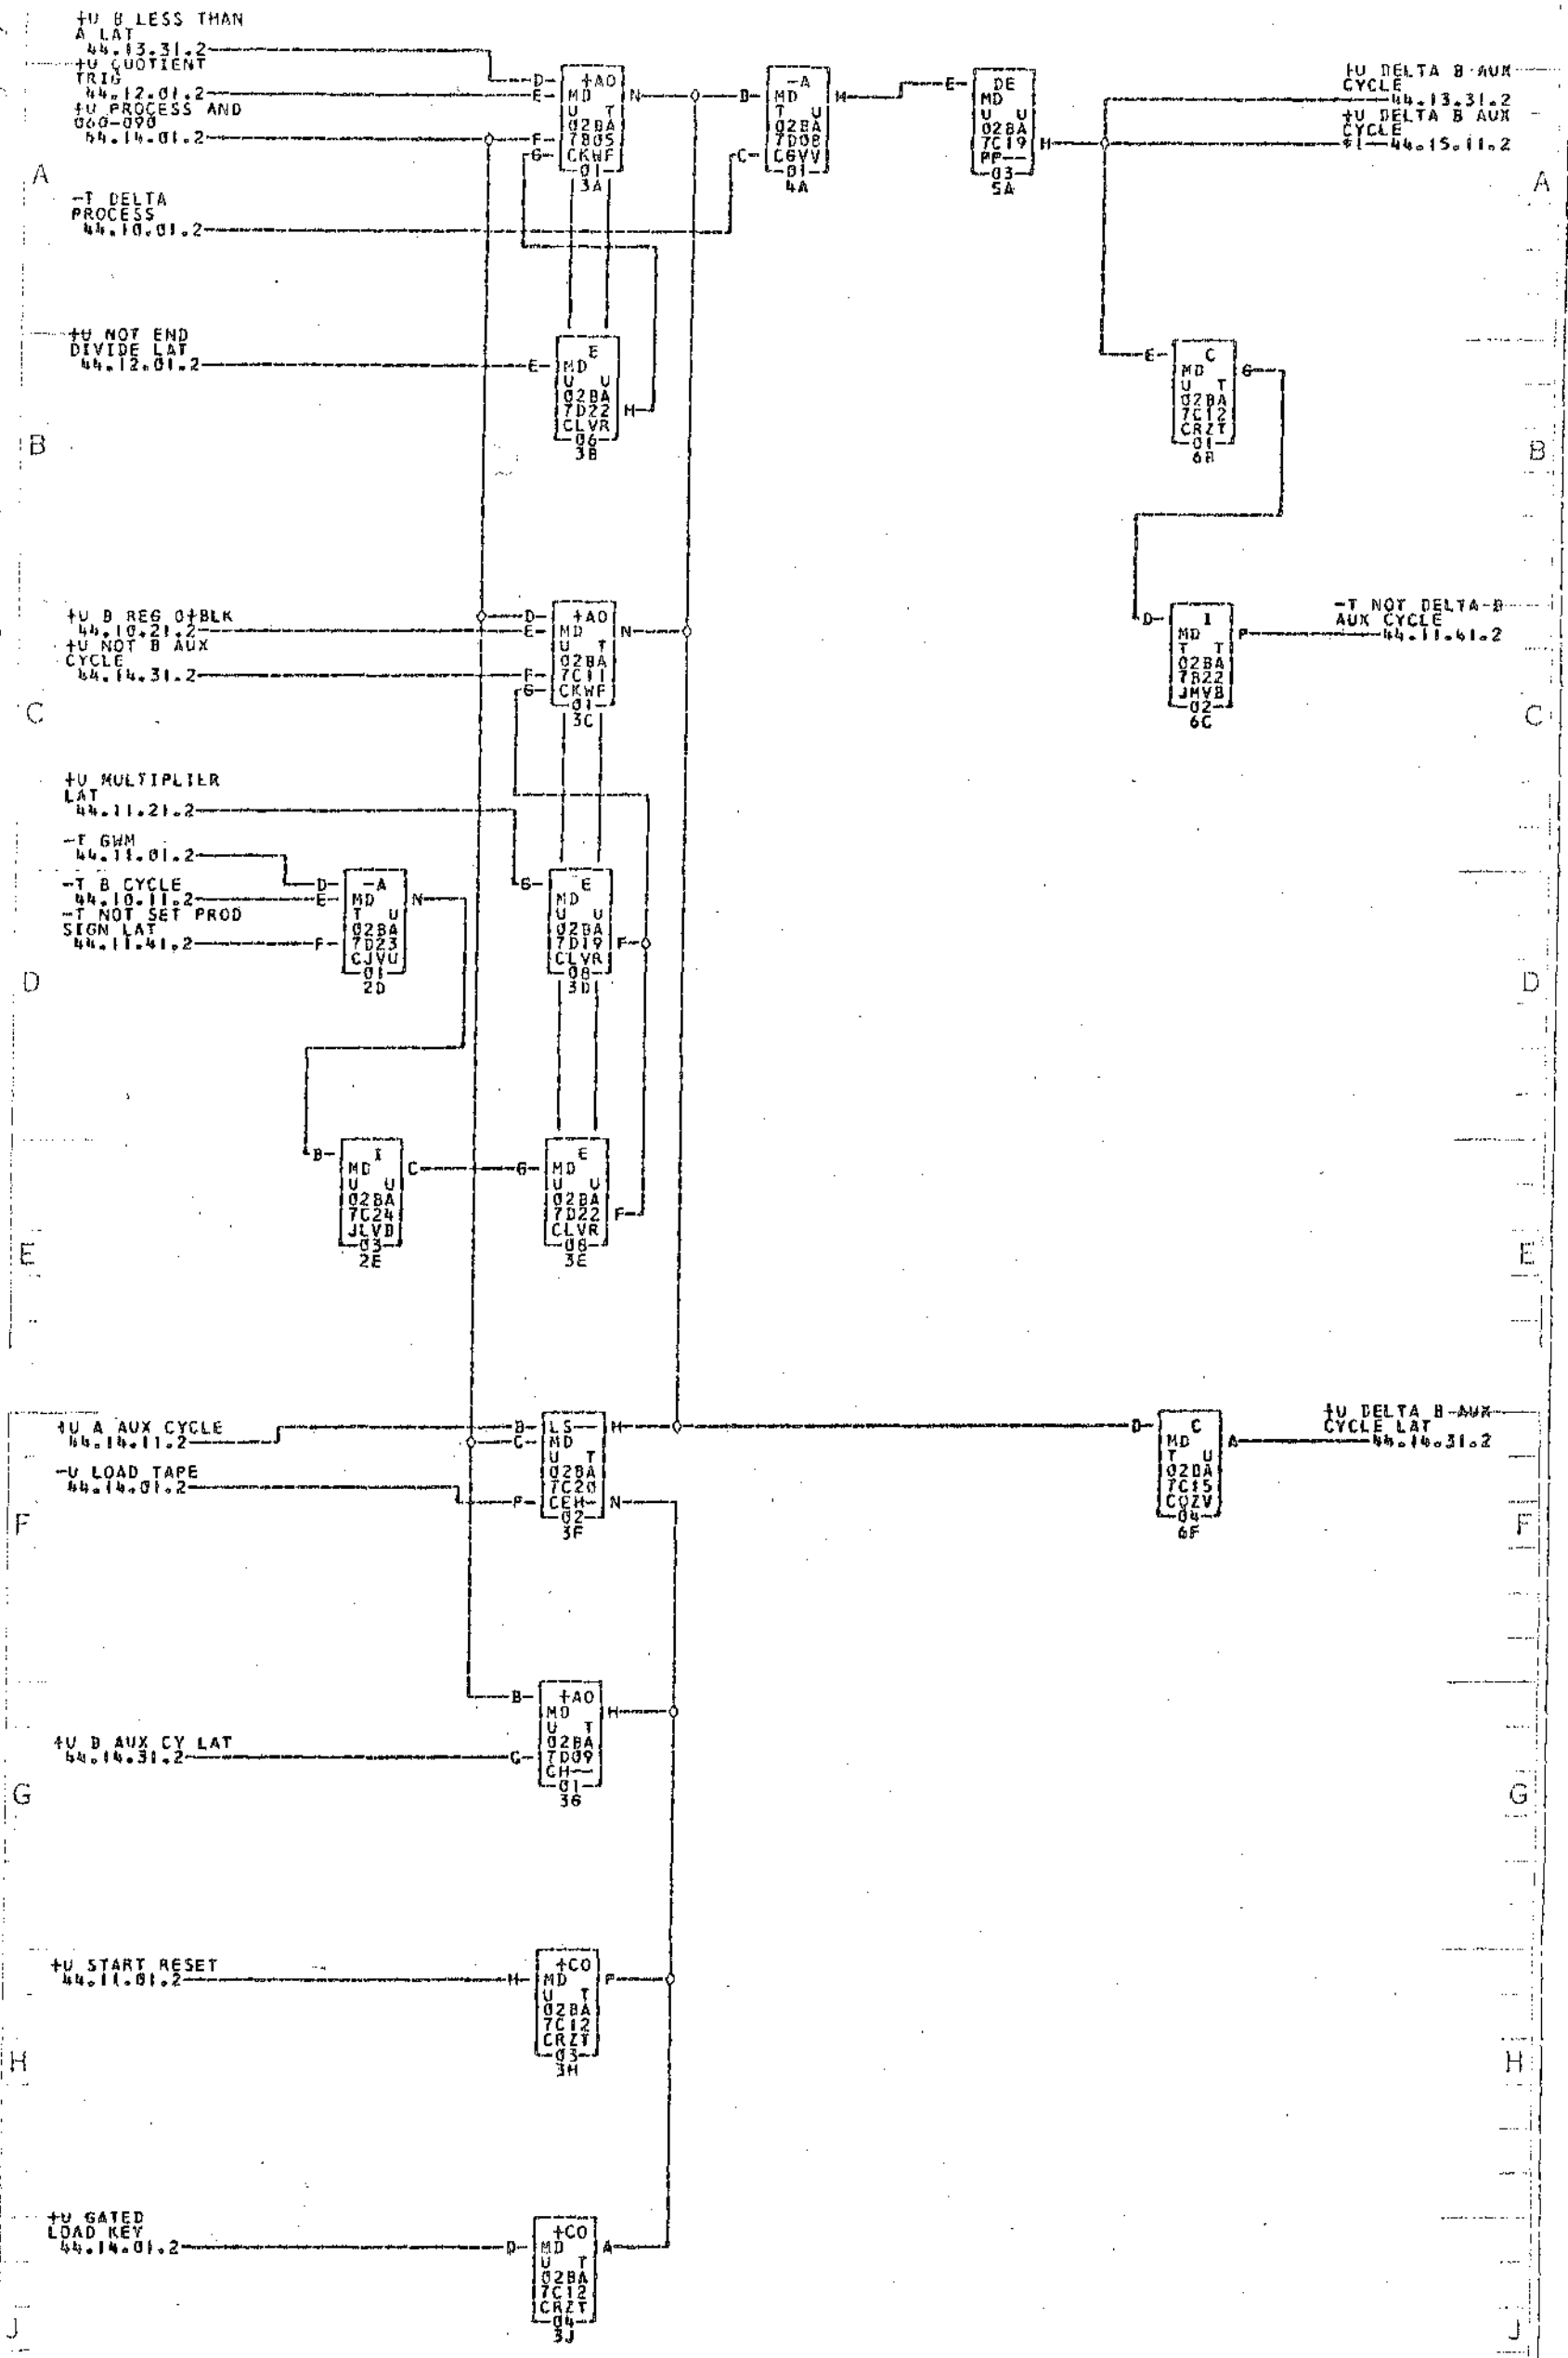 +U B LESS THAN
A LAT
44.13.31.2
+U QUOTIENT
TRIG
44.12.01.2
+U PROCESS AND
060-090
44.14.01.2
D E F G
+AO
MD
U T
02BA
7B05
CKWF
01
3A
N
B C
-A
MD
T U
02BA
7D08
CGVV
01
4A
M
E
DE
MD
U U
02BA
7C19
PP--
03
5A
H
+U DELTA B AUX
CYCLE
44.13.31.2
+U DELTA B AUX
CYCLE
*1-44.15.11.2
A
A
-T DELTA
PROCESS
44.10.01.2
+U NOT END
DIVIDE LAT
44.12.01.2
E
E
MD
U U
02BA
7D22
CLVR
06
3B
H
E
C
MD
U T
02BA
7C12
CRZT
01
6B
G
B
B
+U B REG 0+BLK
44.10.21.2
+U NOT B AUX
CYCLE
44.14.31.2
D E F G
+AO
MD
U T
02BA
7C11
CKWF
01
3C
N
D
I
MD
T T
02BA
7B22
JMVB
02
6C
P
-T NOT DELTA-B
AUX CYCLE
44.11.41.2
C
C
+U MULTIPLIER
LAT
44.11.21.2
-T GWM
44.11.01.2
-T B CYCLE
44.10.11.2
-T NOT SET PROD
SIGN LAT
44.11.41.2
D E F
-A
MD
T U
02BA
7D23
CJVU
01
2D
N
G
E
MD
U U
02BA
7D19
CLVR
08
3D
F
D
D
B
I
MD
U U
02BA
7C24
JLVB
03
2E
C
G
E
MD
U U
02BA
7D22
CLVR
08
3E
F
E
E
+U A AUX CYCLE
44.14.11.2
-U LOAD TAPE
44.14.01.2
B C P
LS--
MD
U T
02BA
7C20
CEH-
02
3F
H N
D
C
MD
T U
02BA
7C15
CQZV
04
6F
A
+U DELTA B AUX
CYCLE LAT
44.14.31.2
F
F
+U B AUX CY LAT
44.14.31.2
B G
+AO
MD
U T
02BA
7D09
CH--
01
3G
H
G
G
+U START RESET
44.11.01.2
H
+CO
MD
U T
02BA
7C12
CRZT
03
3H
P
H
H
+U GATED
LOAD KEY
44.14.01.2
D
+CO
MD
U T
02BA
7C12
CRZT
04
3J
A
J
J